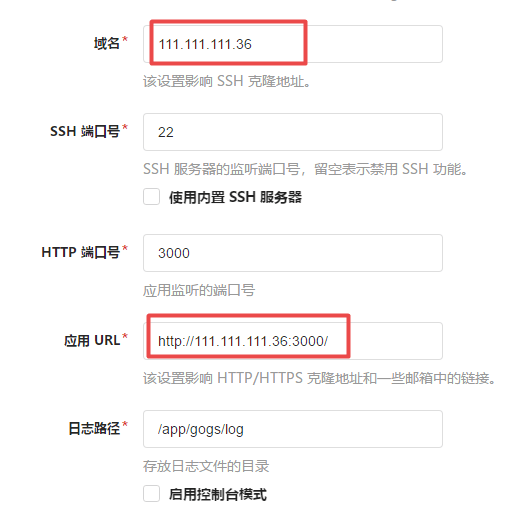 域名* 111.111.111.36
该设置影响 SSH 克隆地址。
SSH 端口号* 22
SSH 服务器的监听端口号，留空表示禁用 SSH 功能。
使用内置 SSH 服务器
HTTP 端口号* 3000
应用监听的端口号
应用 URL* http://111.111.111.36:3000/
该设置影响 HTTP/HTTPS 克隆地址和一些邮箱中的链接。
日志路径* /app/gogs/log
存放日志文件的目录
启用控制台模式